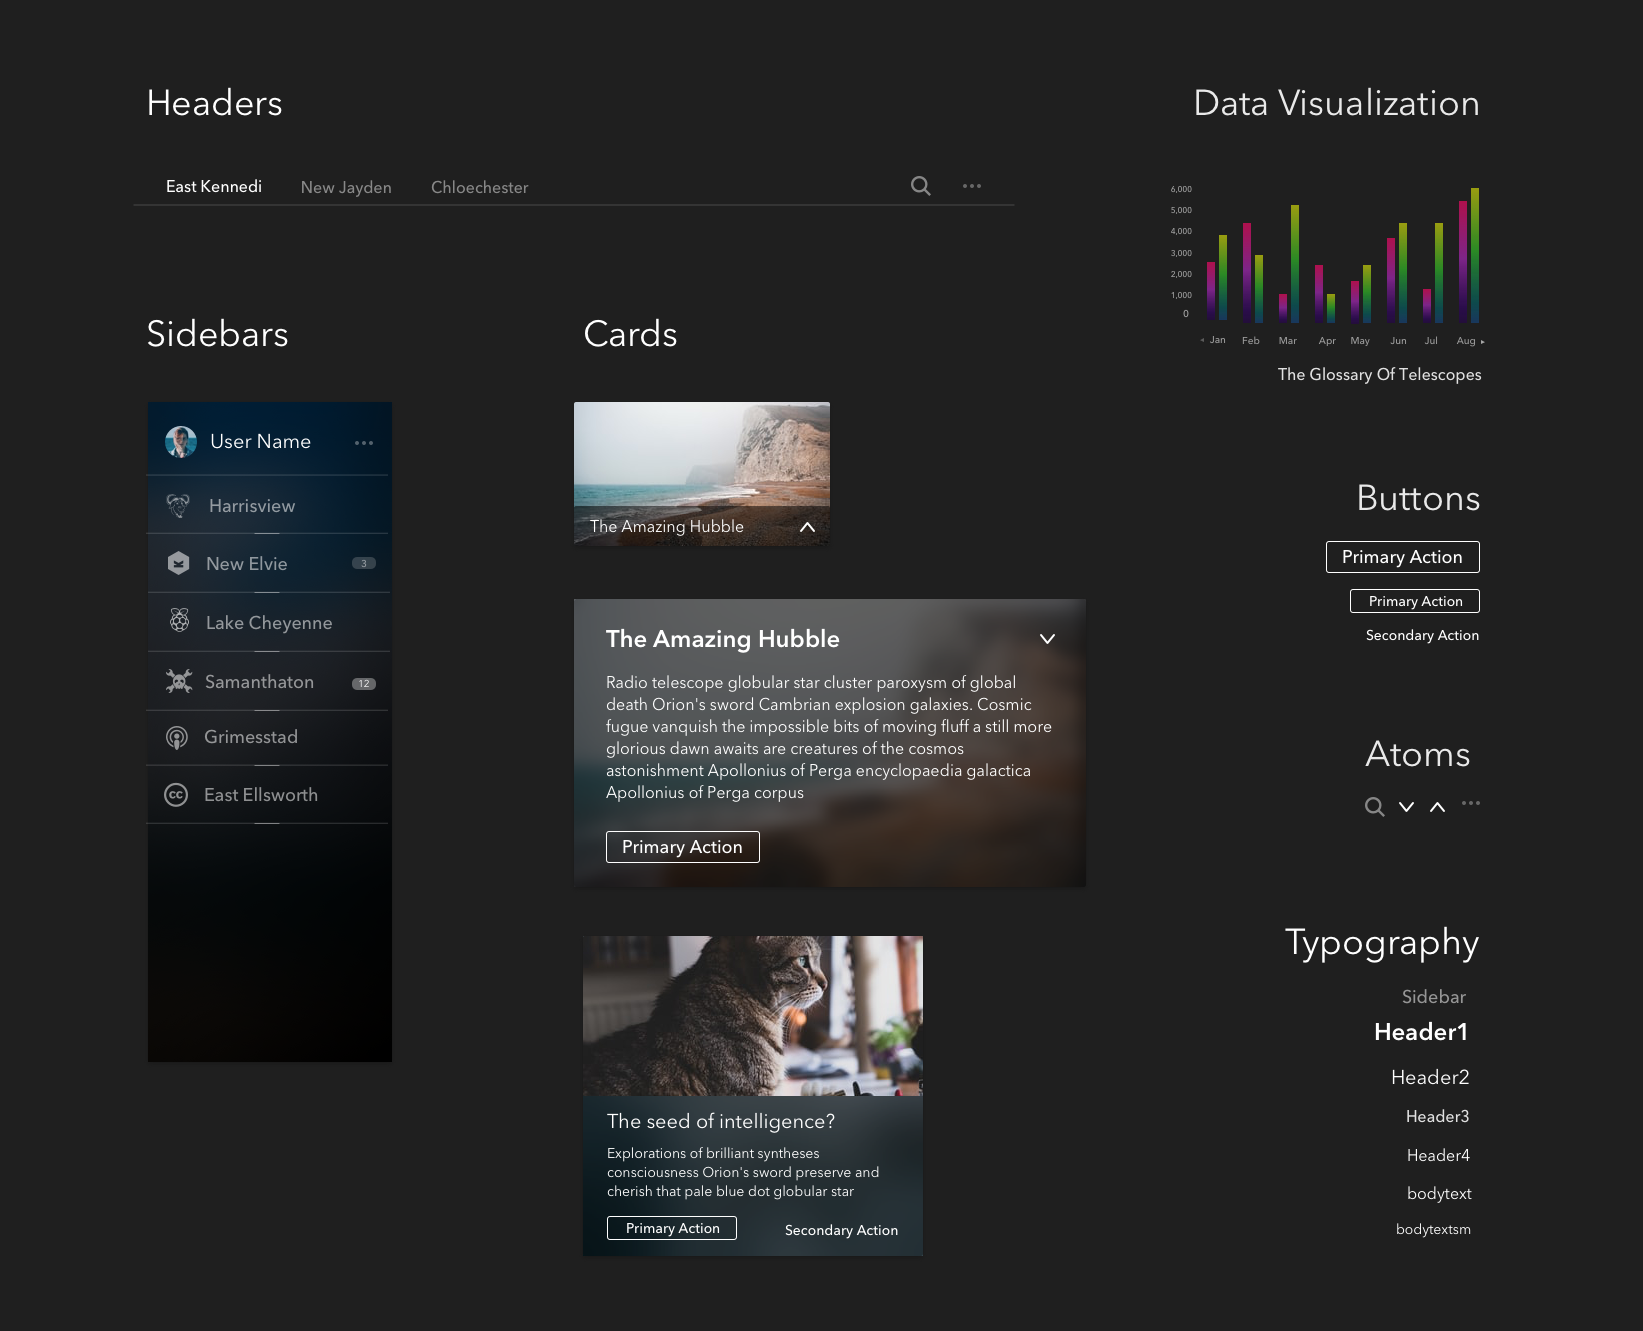 Headers
East Kennedi
New Jayden
Chloechester
Data Visualization
6,000
5,000
4,000
3,000
2,000
1,000
0
Jan Feb Mar Apr May Jun Jul Aug
The Glossary Of Telescopes
Sidebars
User Name
Harrisview
New Elvie 3
Lake Cheyenne
Samanthaton 12
Grimesstad
cc East Ellsworth
Cards
The Amazing Hubble
The Amazing Hubble
Radio telescope globular star cluster paroxysm of global
death Orion's sword Cambrian explosion galaxies. Cosmic
fugue vanquish the impossible bits of moving fluff a still more
glorious dawn awaits are creatures of the cosmos
astonishment Apollonius of Perga encyclopaedia galactica
Apollonius of Perga corpus
Primary Action
The seed of intelligence?
Explorations of brilliant syntheses
consciousness Orion's sword preserve and
cherish that pale blue dot globular star
Primary Action
Secondary Action
Buttons
Primary Action
Primary Action
Secondary Action
Atoms
Typography
Sidebar
Header1
Header2
Header3
Header4
bodytext
bodytextsm